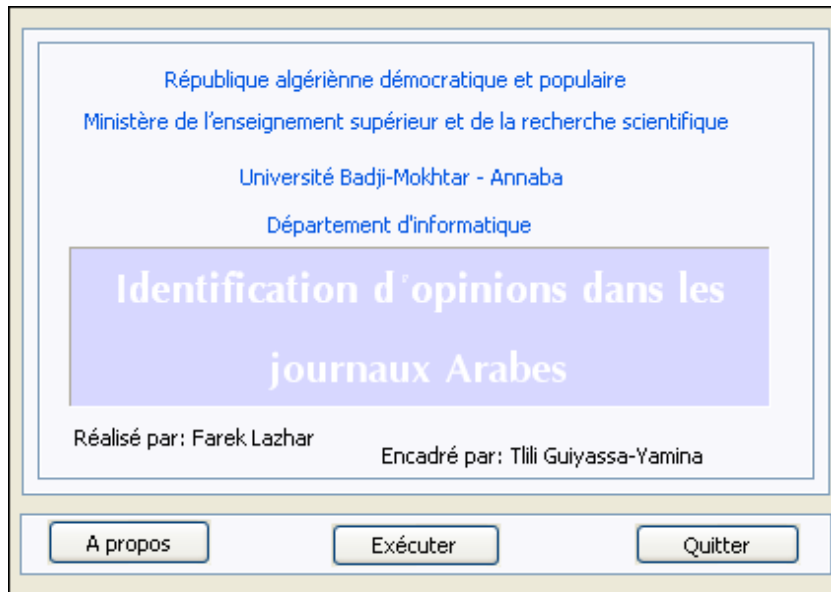 République algériènne démocratique et populaire
Ministère de l'enseignement supérieur et de la recherche scientifique
Université Badji-Mokhtar - Annaba
Département d'informatique
Identification d'opinions dans les
journaux Arabes
Réalisé par: Farek Lazhar
Encadré par: Tlili Guiyassa-Yamina
A propos
Exécuter
Quitter